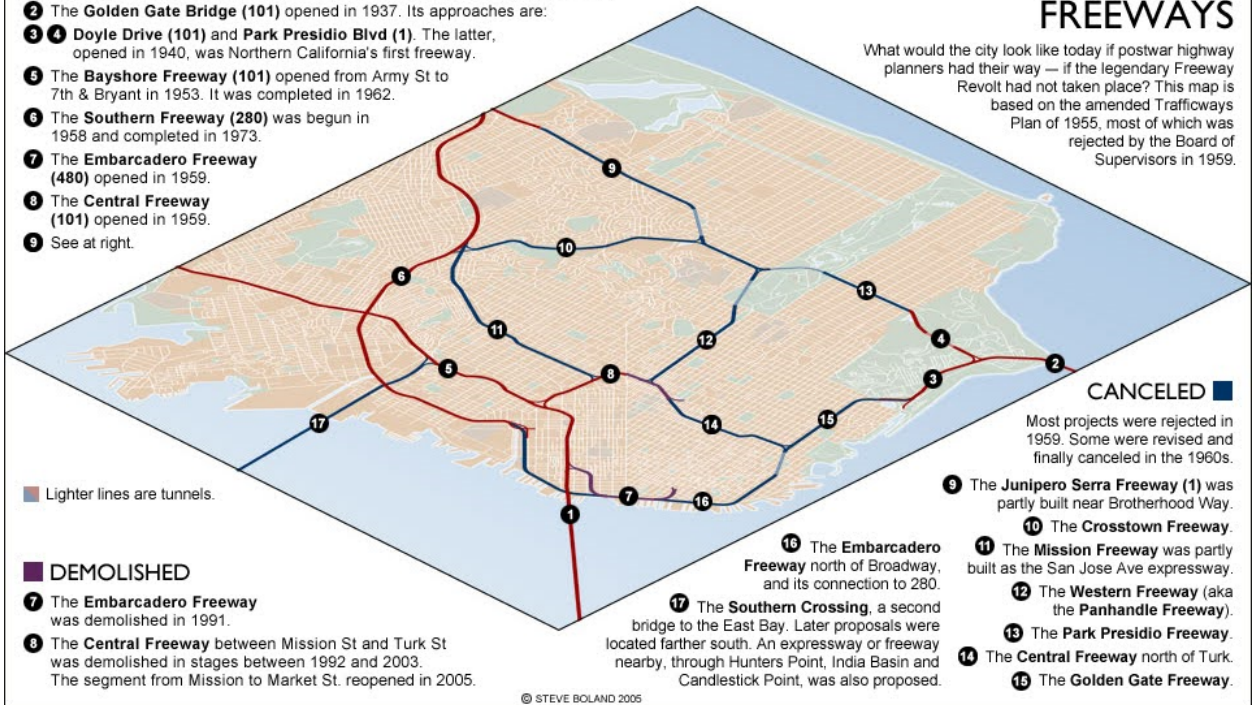 2 The Golden Gate Bridge (101) opened in 1937. Its approaches are:
3 4 Doyle Drive (101) and Park Presidio Blvd (1). The latter,
opened in 1940, was Northern California's first freeway.
5 The Bayshore Freeway (101) opened from Army St to
7th & Bryant in 1953. It was completed in 1962.
6 The Southern Freeway (280) was begun in
1958 and completed in 1973.
7 The Embarcadero Freeway
(480) opened in 1959.
8 The Central Freeway
(101) opened in 1959.
9 See at right.
FREEWAYS
What would the city look like today if postwar highway
planners had their way — if the legendary Freeway
Revolt had not taken place? This map is
based on the amended Trafficways
Plan of 1955, most of which was
rejected by the Board of
Supervisors in 1959.
9
10
6
13
11
12
4
2
5
8
3
17
14
15
7
16
1
Lighter lines are tunnels.
DEMOLISHED
7 The Embarcadero Freeway
was demolished in 1991.
8 The Central Freeway between Mission St and Turk St
was demolished in stages between 1992 and 2003.
The segment from Mission to Market St. reopened in 2005.
CANCELED
Most projects were rejected in
1959. Some were revised and
finally canceled in the 1960s.
9 The Junipero Serra Freeway (1) was
partly built near Brotherhood Way.
10 The Crosstown Freeway.
11 The Mission Freeway was partly
built as the San Jose Ave expressway.
12 The Western Freeway (aka
the Panhandle Freeway).
13 The Park Presidio Freeway.
14 The Central Freeway north of Turk.
15 The Golden Gate Freeway.
16 The Embarcadero
Freeway north of Broadway,
and its connection to 280.
17 The Southern Crossing, a second
bridge to the East Bay. Later proposals were
located farther south. An expressway or freeway
nearby, through Hunters Point, India Basin and
Candlestick Point, was also proposed.
© STEVE BOLAND 2005